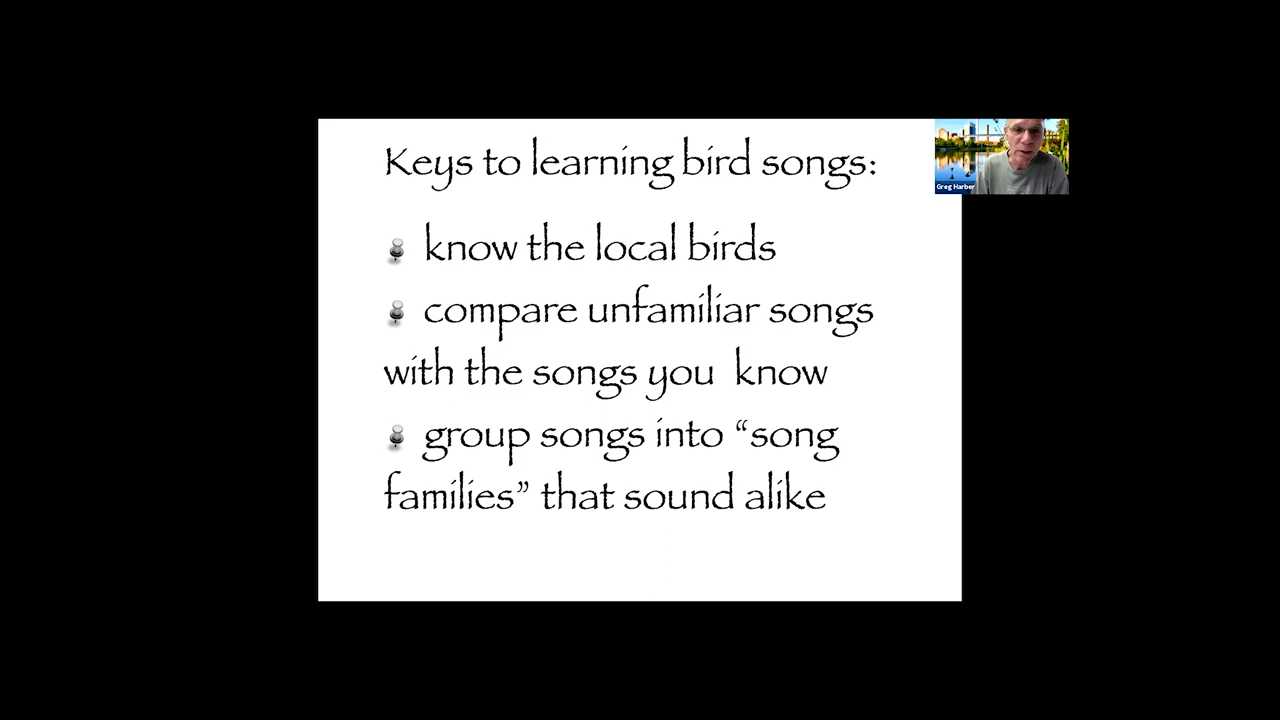 Keys to learning bird songs:
know the local birds
compare unfamiliar songs
with the songs you know
group songs into “song
families” that sound alike
Greg Harber